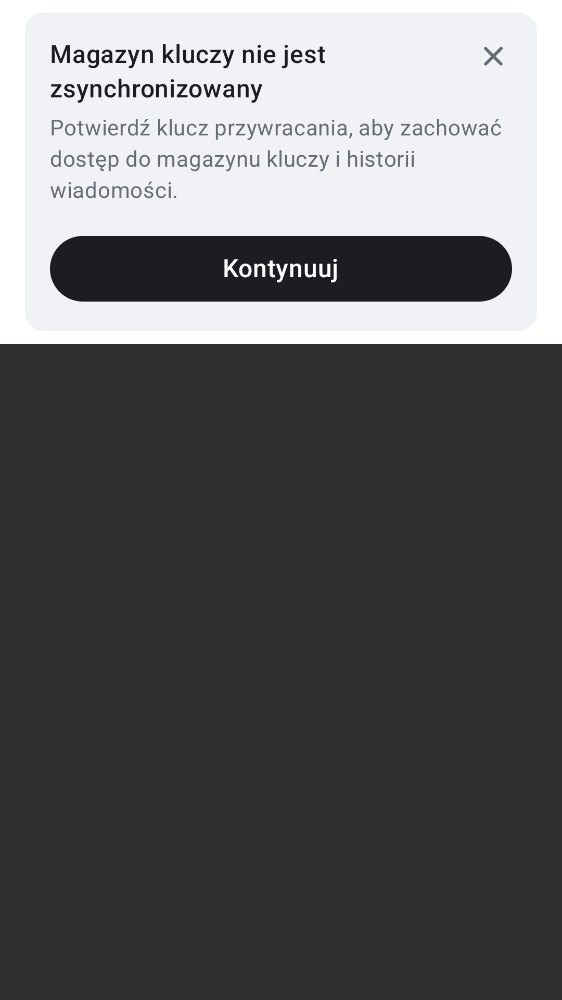 Magazyn kluczy nie jest
zsynchronizowany
Potwierdź klucz przywracania, aby zachować
dostęp do magazynu kluczy i historii
wiadomości.
Kontynuuj